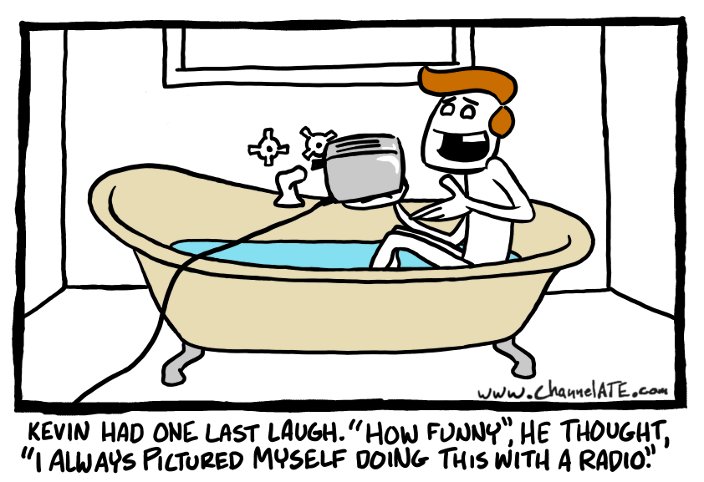 www.ChannelATE.com
KEVIN HAD ONE LAST LAUGH. "HOW FUNNY", HE THOUGHT,
"I ALWAYS PICTURED MYSELF DOING THIS WITH A RADIO."